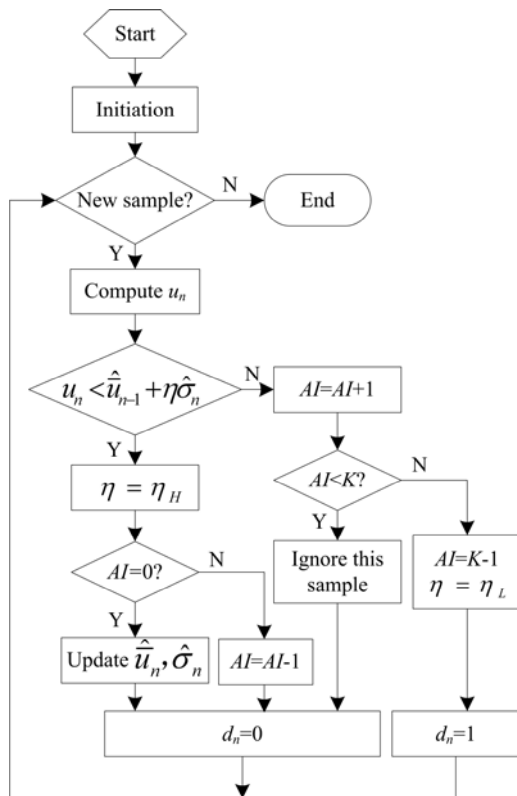 Start
Initiation
New sample?
N
End
Y
Compute uₙ
uₙ < û̄ₙ₋₁ + ησ̂ₙ
N
AI=AI+1
Y
η = η_H
AI<K?
N
Y
AI=0?
N
Ignore this
sample
AI=K-1
η = η_L
Y
Update û̄ₙ, σ̂ₙ
AI=AI-1
dₙ=0
dₙ=1